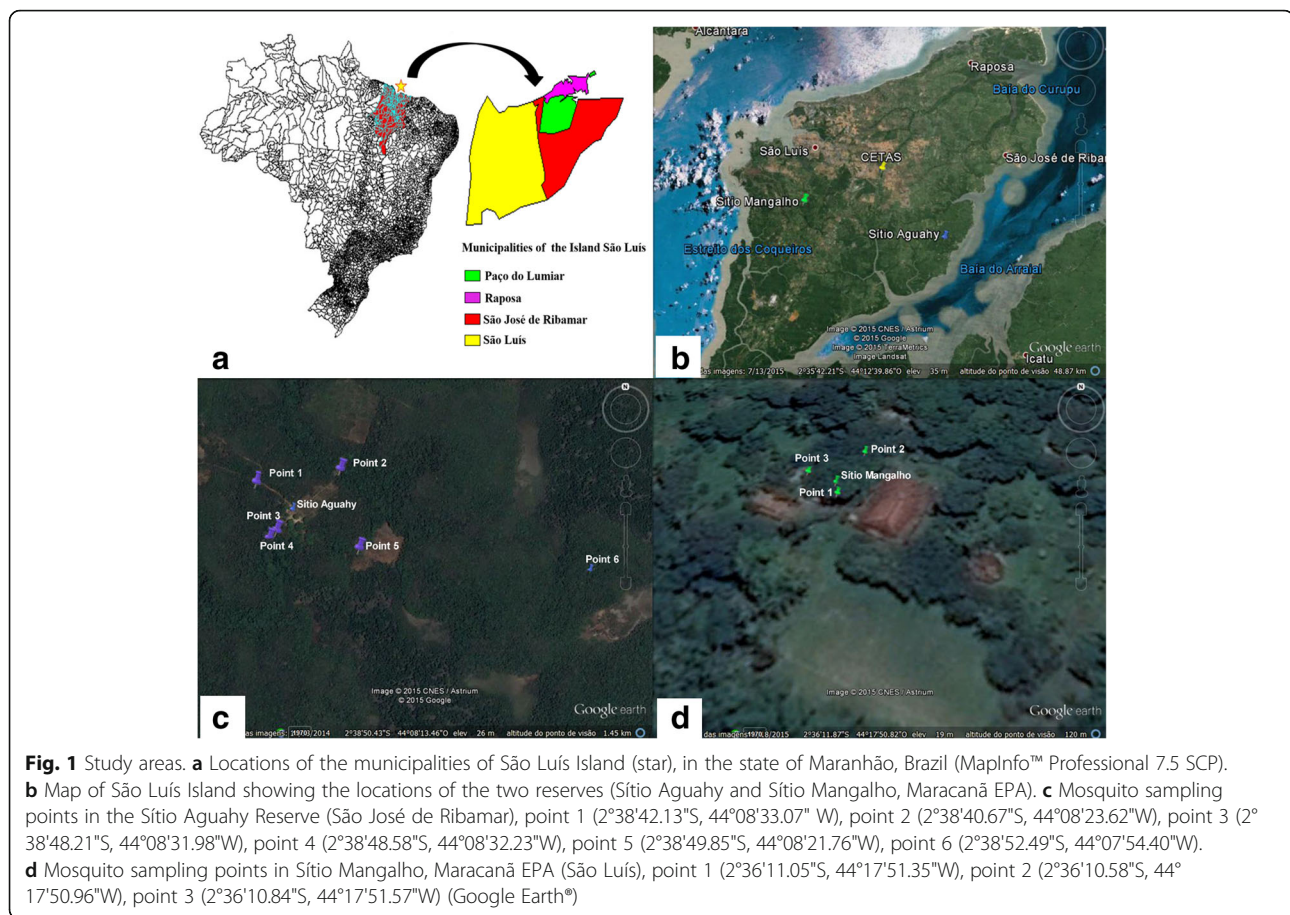 Municipalities of the Island São Luís
Paço do Lumiar
Raposa
São José de Ribamar
São Luís
a
Alcântara
Raposa
Baia do Curupu
São Luís
CETAS
São José de Ribamar
Sítio Mangalho
Sítio Aguahy
Estreito dos Coqueiros
Baia do Arraial
Image © 2015 CNES / Astrium
© 2015 Google
Image © 2015 TerraMetrics
Image Landsat
Google earth
Icatu
b
das imagens: 7/13/2015 2°35'42.21"S 44°12'39.86"O elev 35 m altitude do ponto de visão 48.87 km
N
Point 1
Point 2
Sítio Aguahy
Point 3
Point 4
Point 5
Point 6
Image © 2015 CNES / Astrium
© 2015 Google
Google earth
c
das imagens: 2014 2°38'50.43"S 44°08'13.46"O elev 26 m altitude do ponto de visão 1.45 km
N
Point 2
Point 3
Sítio Mangalho
Point 1
Image © 2015 CNES / Astrium
Google earth
d
das imagens: 2015 2°36'11.87"S 44°17'50.82"O elev 19 m altitude do ponto de visão 120 m
Fig. 1 Study areas. a Locations of the municipalities of São Luís Island (star), in the state of Maranhão, Brazil (MapInfo™ Professional 7.5 SCP).
b Map of São Luís Island showing the locations of the two reserves (Sítio Aguahy and Sítio Mangalho, Maracanã EPA). c Mosquito sampling
points in the Sítio Aguahy Reserve (São José de Ribamar), point 1 (2°38'42.13"S, 44°08'33.07" W), point 2 (2°38'40.67"S, 44°08'23.62"W), point 3 (2°
38'48.21"S, 44°08'31.98"W), point 4 (2°38'48.58"S, 44°08'32.23"W), point 5 (2°38'49.85"S, 44°08'21.76"W), point 6 (2°38'52.49"S, 44°07'54.40"W).
d Mosquito sampling points in Sítio Mangalho, Maracanã EPA (São Luís), point 1 (2°36'11.05"S, 44°17'51.35"W), point 2 (2°36'10.58"S, 44°
17'50.96"W), point 3 (2°36'10.84"S, 44°17'51.57"W) (Google Earth®)